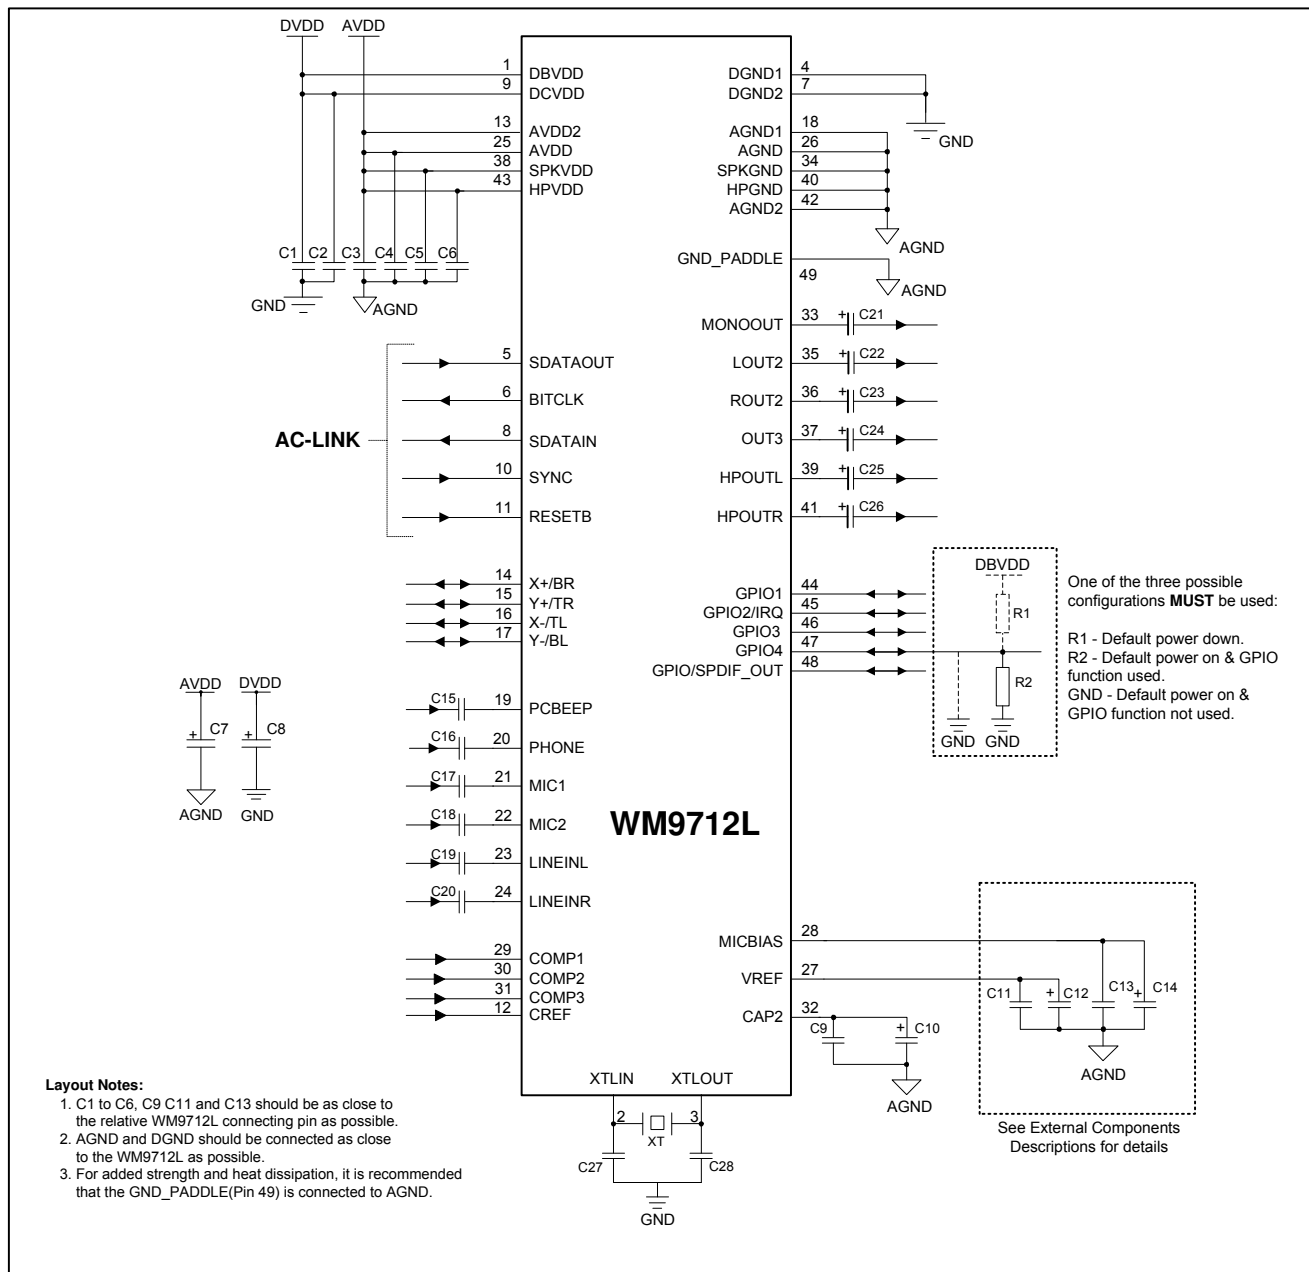 DVDD AVDD
1 DBVDD
9 DCVDD
13 AVDD2
25 AVDD
38 SPKVDD
43 HPVDD
C1 C2 C3 C4 C5 C6
GND AGND
DGND1 4
DGND2 7
GND
AGND1 18
AGND 26
SPKGND 34
HPGND 40
AGND2 42
AGND
GND_PADDLE
49
AGND
MONOOUT 33 + C21
LOUT2 35 + C22
ROUT2 36 + C23
OUT3 37 + C24
HPOUTL 39 + C25
HPOUTR 41 + C26
AC-LINK
5 SDATAOUT
6 BITCLK
8 SDATAIN
10 SYNC
11 RESETB
14 X+/BR
15 Y+/TR
16 X-/TL
17 Y-/BL
GPIO1 44
GPIO2/IRQ 45
GPIO3 46
GPIO4 47
GPIO/SPDIF_OUT 48
DBVDD
R1
R2
GND GND
One of the three possible
configurations MUST be used:
R1 - Default power down.
R2 - Default power on & GPIO
function used.
GND - Default power on &
GPIO function not used.
AVDD DVDD
+ C7 + C8
AGND GND
C15 19 PCBEEP
C16 20 PHONE
C17 21 MIC1
C18 22 MIC2
C19 23 LINEINL
C20 24 LINEINR
WM9712L
29 COMP1
30 COMP2
31 COMP3
12 CREF
MICBIAS 28
VREF 27
CAP2 32
C9 + C10
AGND
C11 + C12 C13 + C14
AGND
See External Components
Descriptions for details
XTLIN XTLOUT
2 3
XT
C27 C28
GND
Layout Notes:
1. C1 to C6, C9 C11 and C13 should be as close to
the relative WM9712L connecting pin as possible.
2. AGND and DGND should be connected as close
to the WM9712L as possible.
3. For added strength and heat dissipation, it is recommended
that the GND_PADDLE(Pin 49) is connected to AGND.